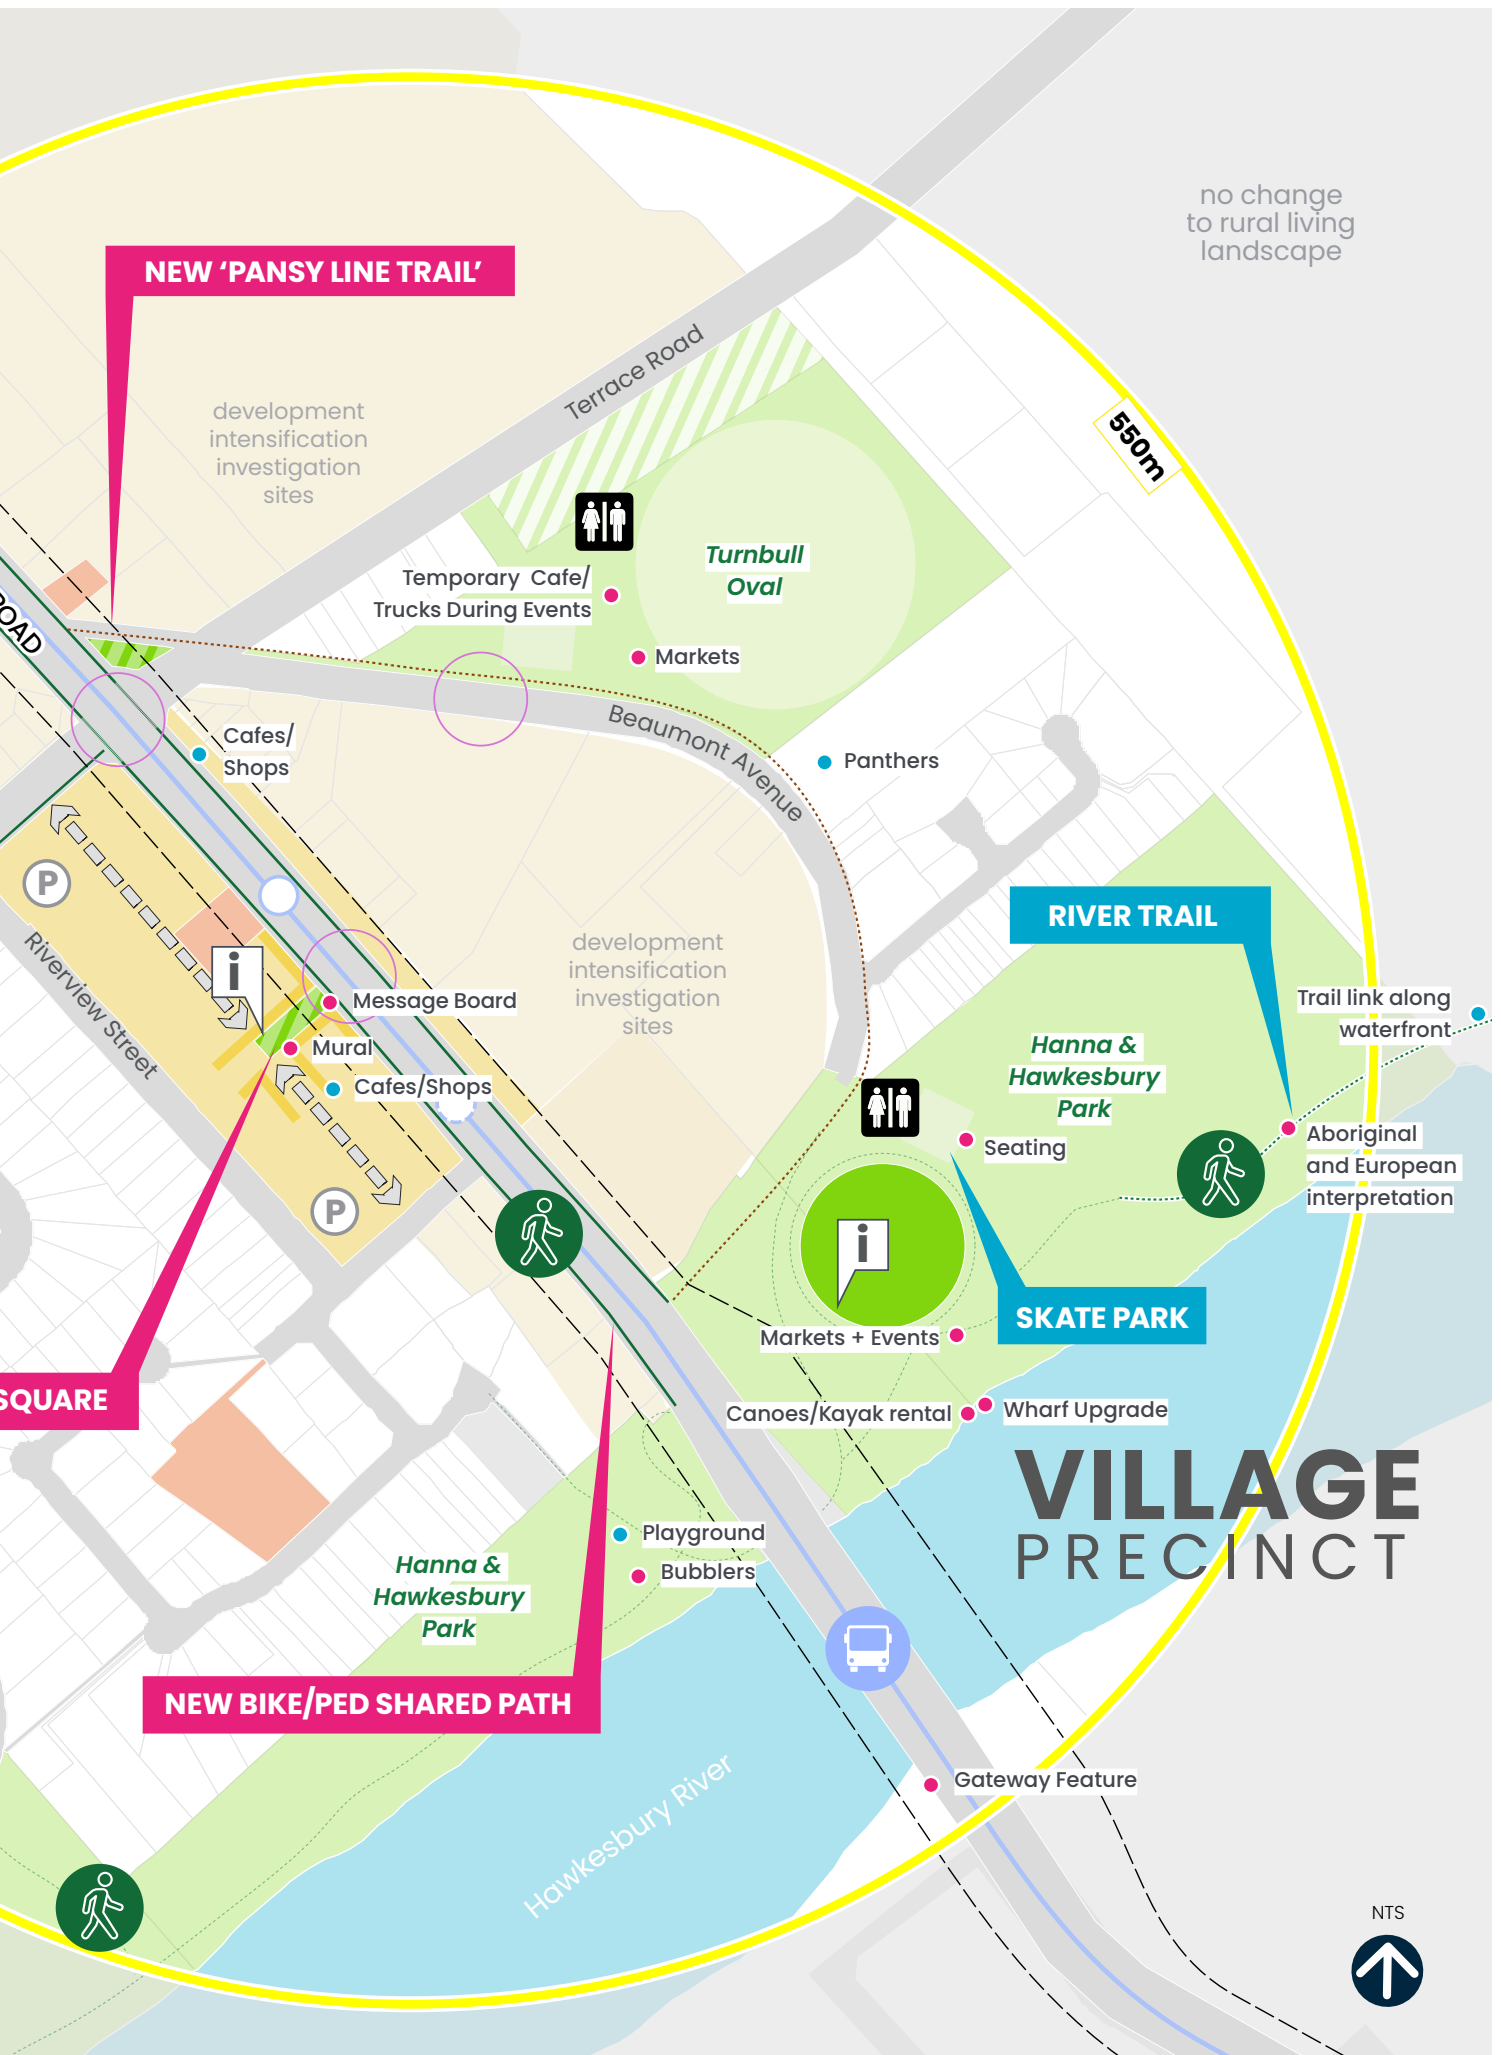 no change
to rural living
landscape
NEW ‘PANSY LINE TRAIL’
Terrace Road
development
intensification
investigation
sites
550m
Turnbull
Oval
Temporary Cafe/
Trucks During Events
Markets
ROAD
Beaumont Avenue
Cafes/
Shops
Panthers
P
RIVER TRAIL
Riverview Street
i
development
intensification
investigation
sites
Message Board
Trail link along
waterfront
Mural
Hanna &
Hawkesbury
Park
Cafes/Shops
Seating
Aboriginal
and European
interpretation
P
i
SKATE PARK
Markets + Events
SQUARE
Canoes/Kayak rental
Wharf Upgrade
VILLAGE
PRECINCT
Playground
Bubblers
Hanna &
Hawkesbury
Park
NEW BIKE/PED SHARED PATH
Hawkesbury River
Gateway Feature
NTS